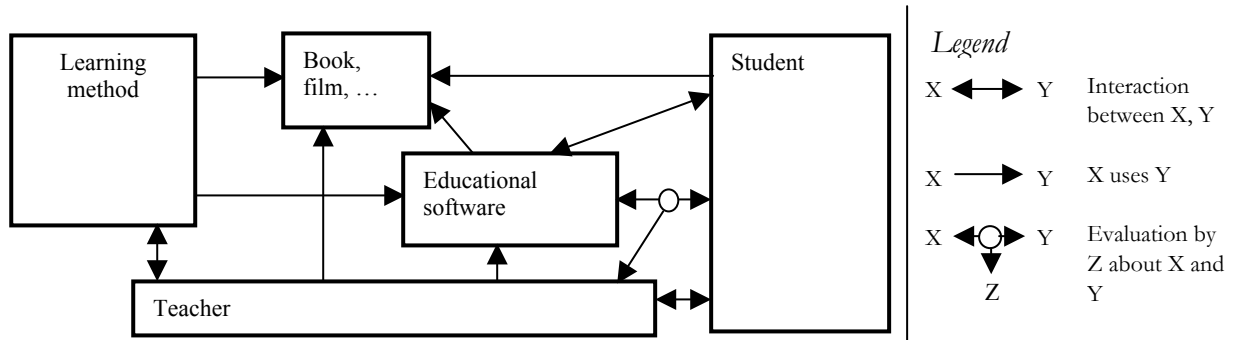 Learning
method
Book,
film, …
Student
Educational
software
Teacher
Legend
X Y Interaction
between X, Y
X Y X uses Y
X Y Evaluation by
Z about X and
Z Y